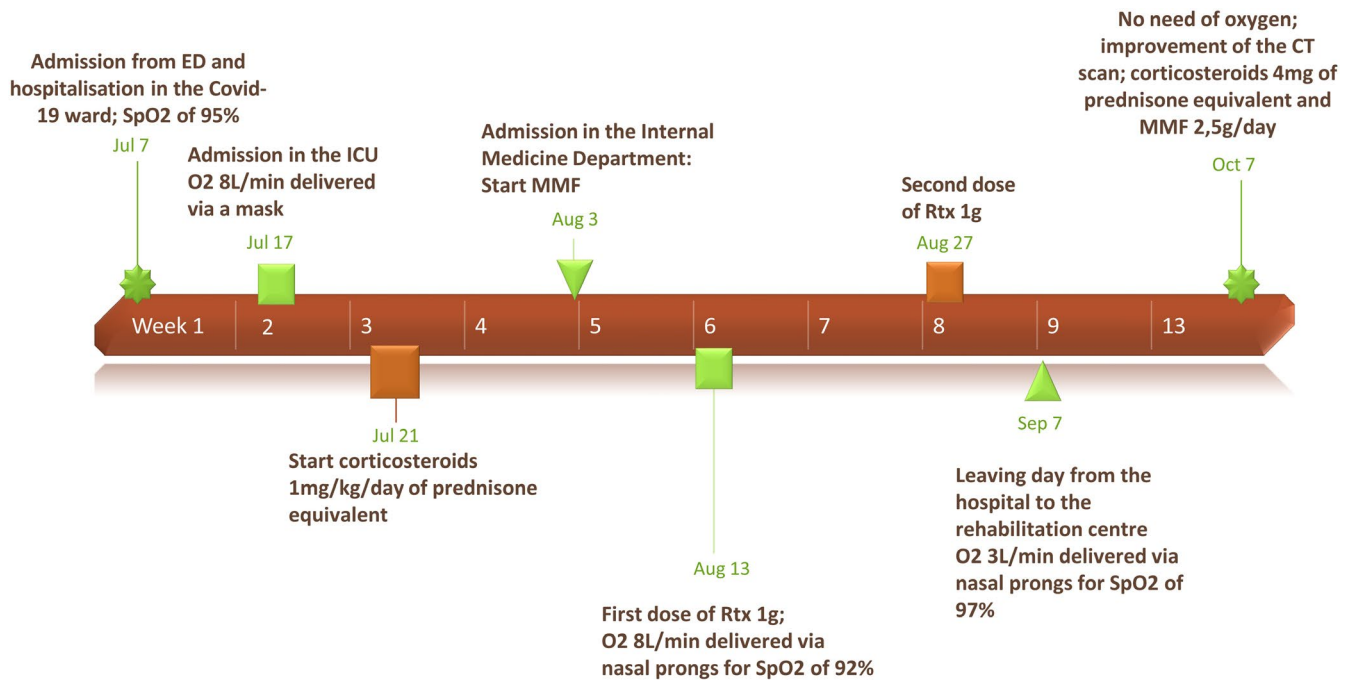 Admission from ED and
hospitalisation in the Covid-
19 ward; SpO2 of 95%
Jul 7
Admission in the ICU
O2 8L/min delivered
via a mask
Jul 17
Admission in the Internal
Medicine Department:
Start MMF
Aug 3
Second dose
of Rtx 1g
Aug 27
No need of oxygen;
improvement of the CT
scan; corticosteroids 4mg of
prednisone equivalent and
MMF 2,5g/day
Oct 7
Week 1 2 3 4 5 6 7 8 9 13
Jul 21
Start corticosteroids
1mg/kg/day of prednisone
equivalent
Aug 13
First dose of Rtx 1g;
O2 8L/min delivered via
nasal prongs for SpO2 of 92%
Sep 7
Leaving day from the
hospital to the
rehabilitation centre
O2 3L/min delivered via
nasal prongs for SpO2 of
97%